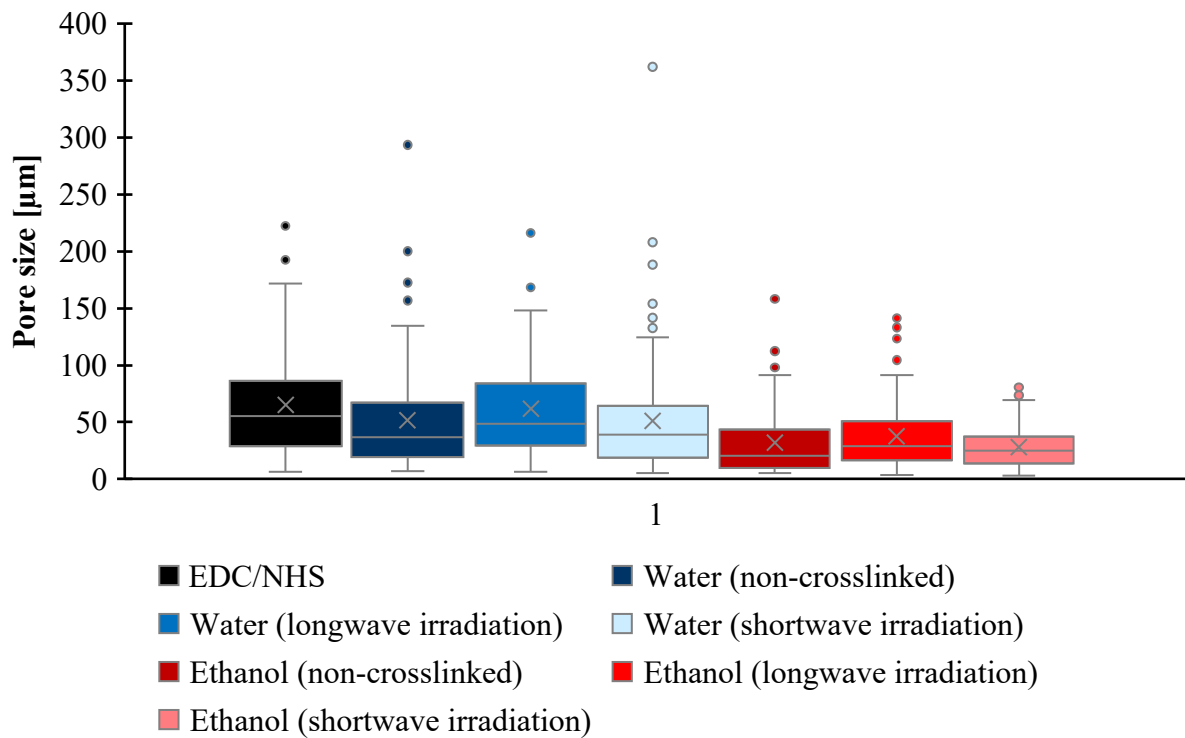 400
350
300
250
200
150
100
50
0
Pore size [µm]
1
EDC/NHS
Water (non-crosslinked)
Water (longwave irradiation)
Water (shortwave irradiation)
Ethanol (non-crosslinked)
Ethanol (longwave irradiation)
Ethanol (shortwave irradiation)